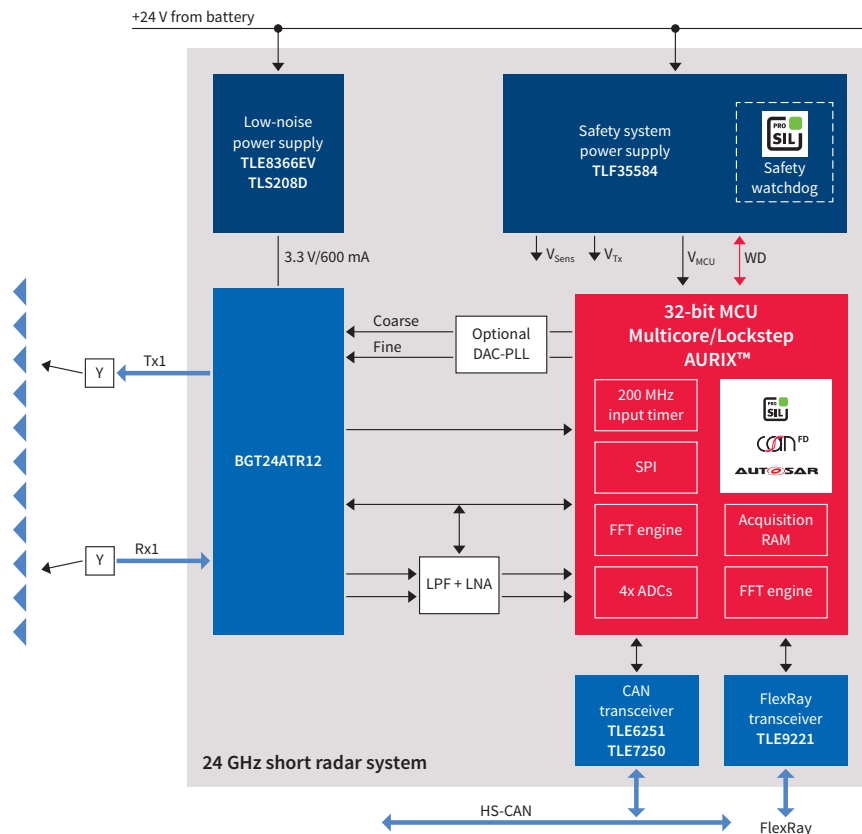 +24 V from battery
Low-noise
power supply
TLE8366EV
TLS208D
Safety system
power supply
TLF35584
PRO
SIL
Safety
watchdog
3.3 V/600 mA
VSens
VTx
VMCU
WD
Coarse
Fine
Optional
DAC-PLL
32-bit MCU
Multicore/Lockstep
AURIX™
200 MHz
input timer
PRO
SIL
CAN FD
AUTOSAR
SPI
Y
Tx1
BGT24ATR12
FFT engine
Acquisition
RAM
Y
Rx1
LPF + LNA
4x ADCs
FFT engine
CAN
transceiver
TLE6251
TLE7250
FlexRay
transceiver
TLE9221
24 GHz short radar system
HS-CAN
FlexRay